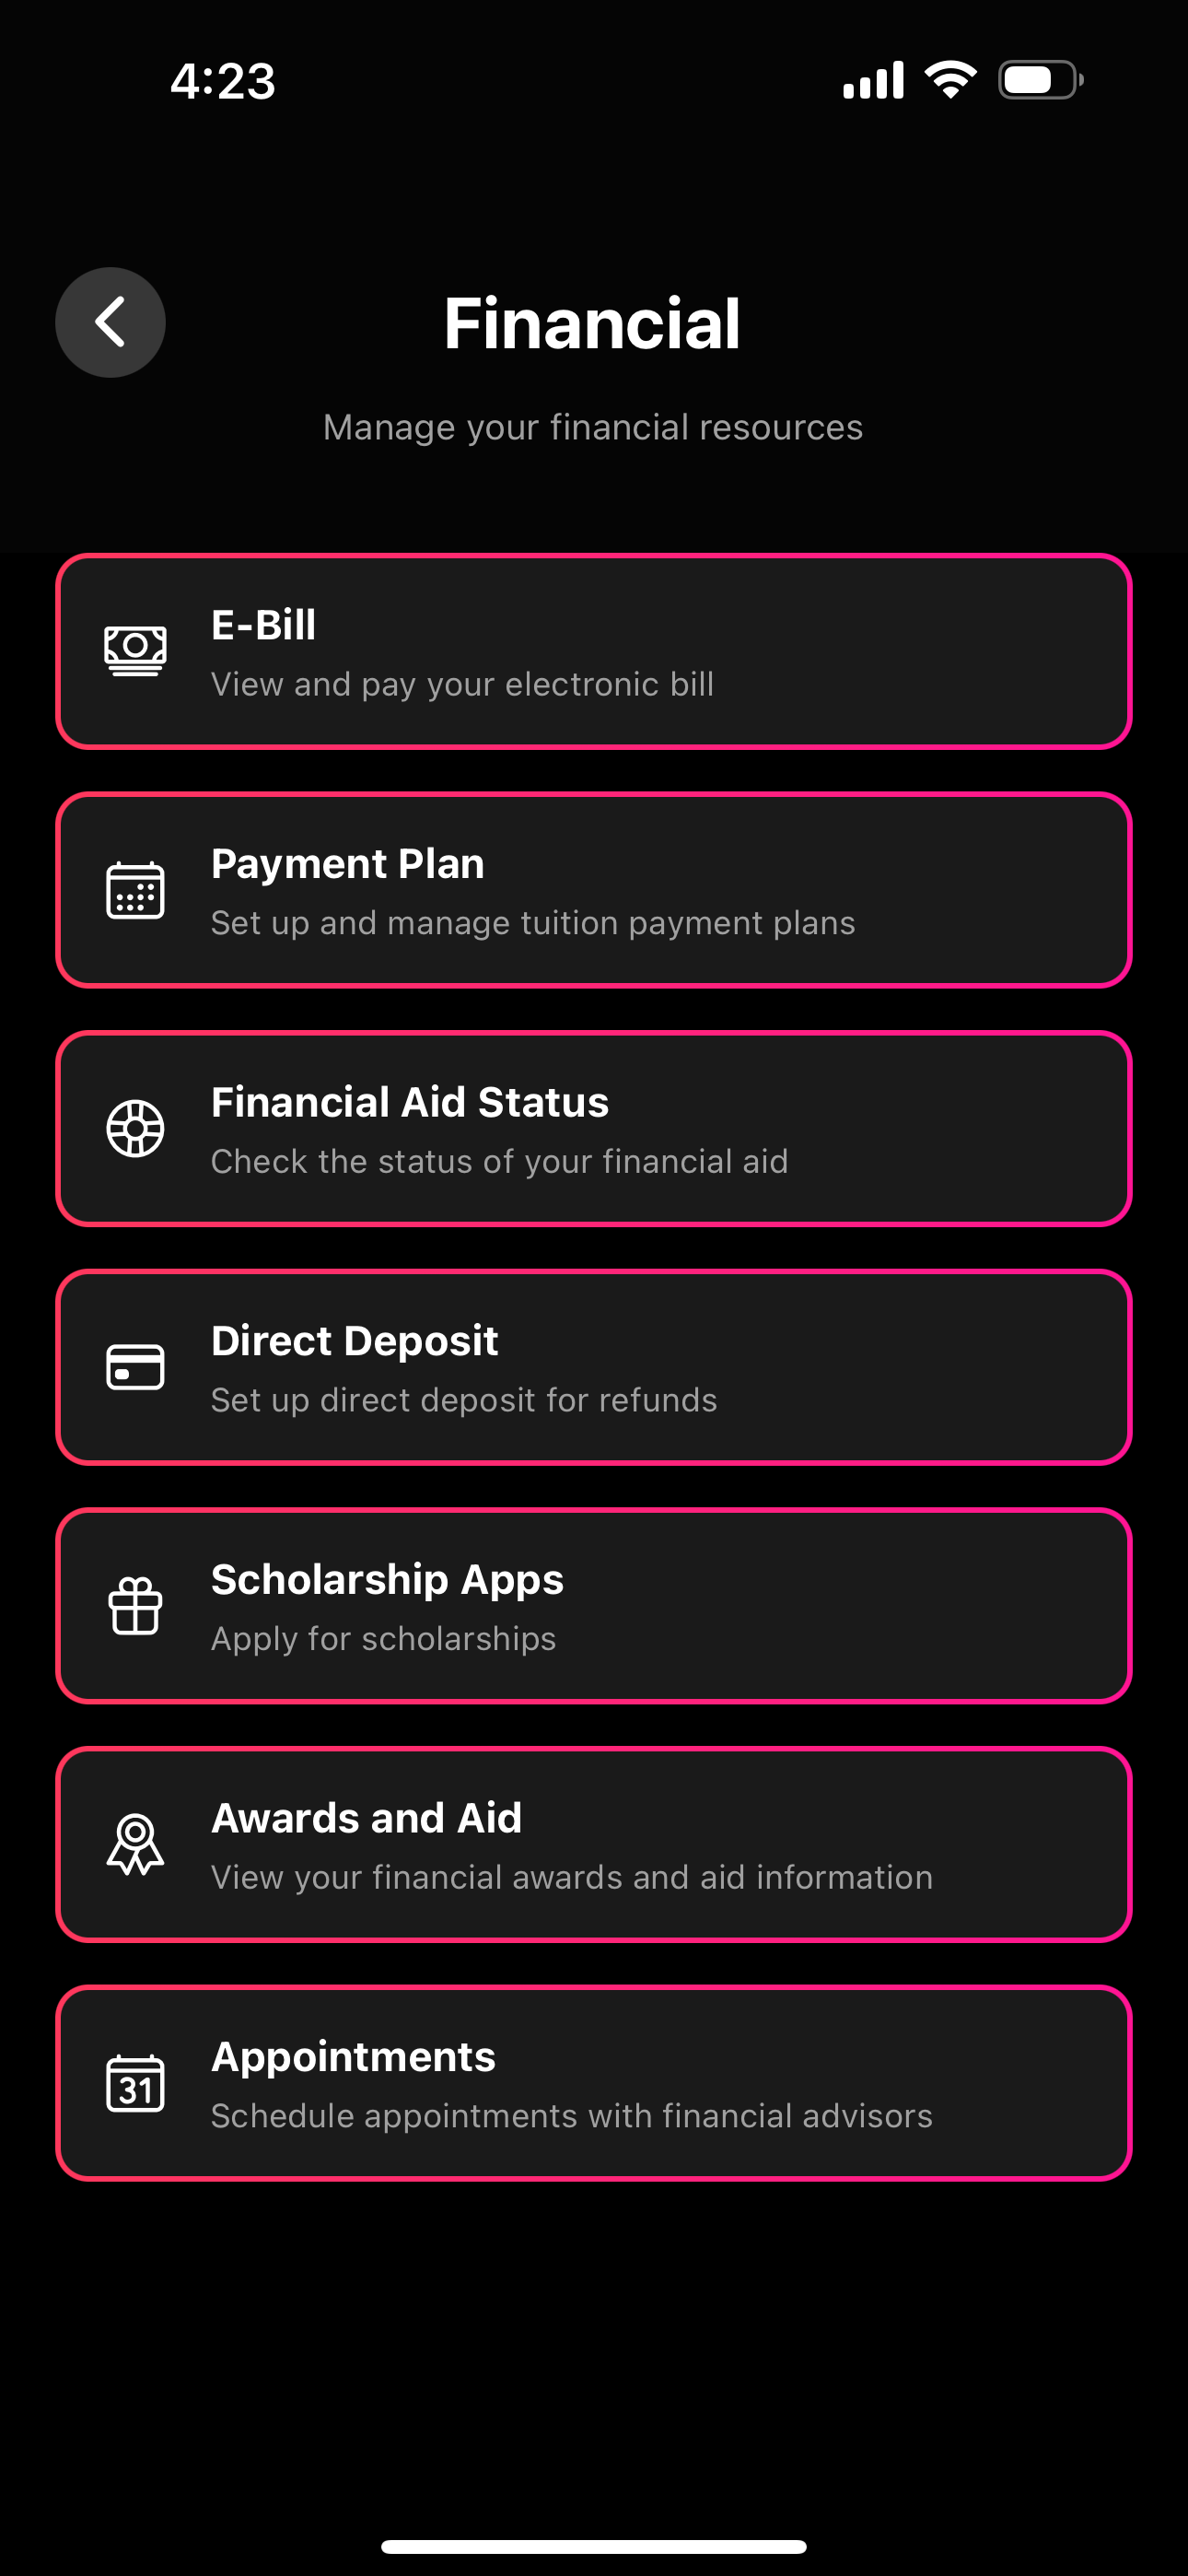 4:23
Financial
Manage your financial resources
E-Bill
View and pay your electronic bill
Payment Plan
Set up and manage tuition payment plans
Financial Aid Status
Check the status of your financial aid
Direct Deposit
Set up direct deposit for refunds
Scholarship Apps
Apply for scholarships
Awards and Aid
View your financial awards and aid information
31
Appointments
Schedule appointments with financial advisors